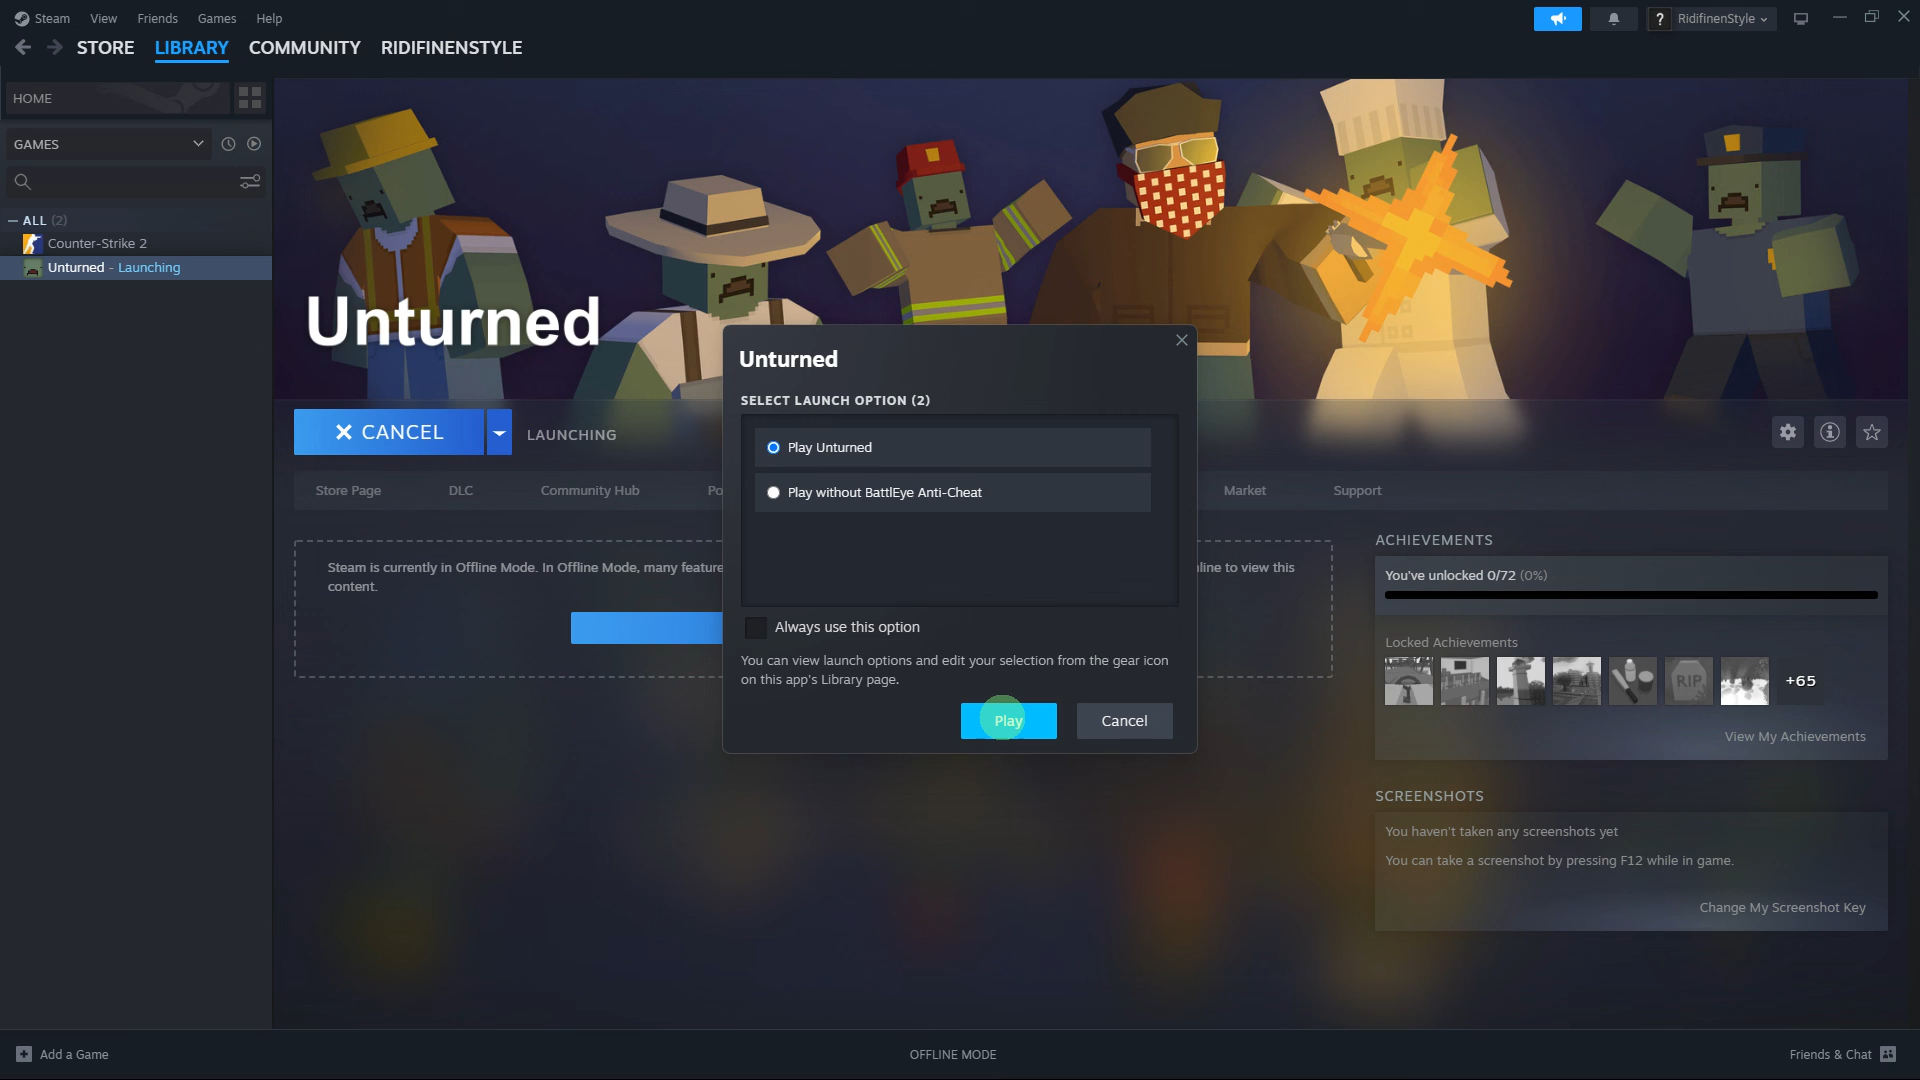 Steam
View
Friends
Games
Help
?
RidifinenStyle
STORE
LIBRARY
COMMUNITY
RIDIFINENSTYLE
HOME
GAMES
ALL (2)
Counter-Strike 2
Unturned - Launching
Unturned
CANCEL
LAUNCHING
Store Page
DLC
Community Hub
Po
Market
Support
Steam is currently in Offline Mode. In Offline Mode, many feature
line to view this
content.
Unturned
SELECT LAUNCH OPTION (2)
Play Unturned
Play without BattlEye Anti-Cheat
Always use this option
You can view launch options and edit your selection from the gear icon
on this app's Library page.
Play
Cancel
ACHIEVEMENTS
You've unlocked 0/72 (0%)
Locked Achievements
RIP
+65
View My Achievements
SCREENSHOTS
You haven't taken any screenshots yet
You can take a screenshot by pressing F12 while in game.
Change My Screenshot Key
Add a Game
OFFLINE MODE
Friends & Chat